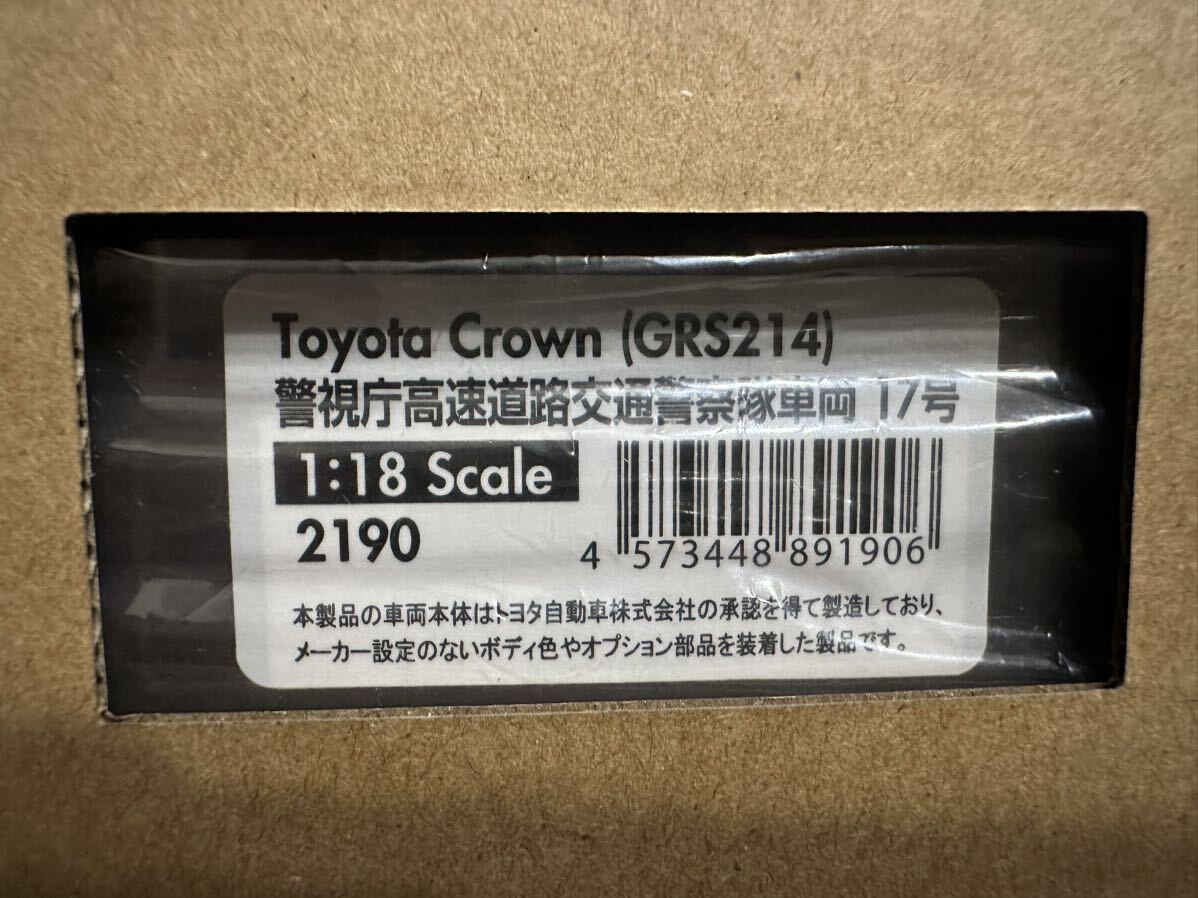 Toyota Crown (GRS214)
警視庁高速道路交通警察隊車両 17号
1:18 Scale
2190
4 573448 891906
本製品の車両本体はトヨタ自動車株式会社の承認を得て製造しており、
メーカー設定のないボディ色やオプション部品を装着した製品です。